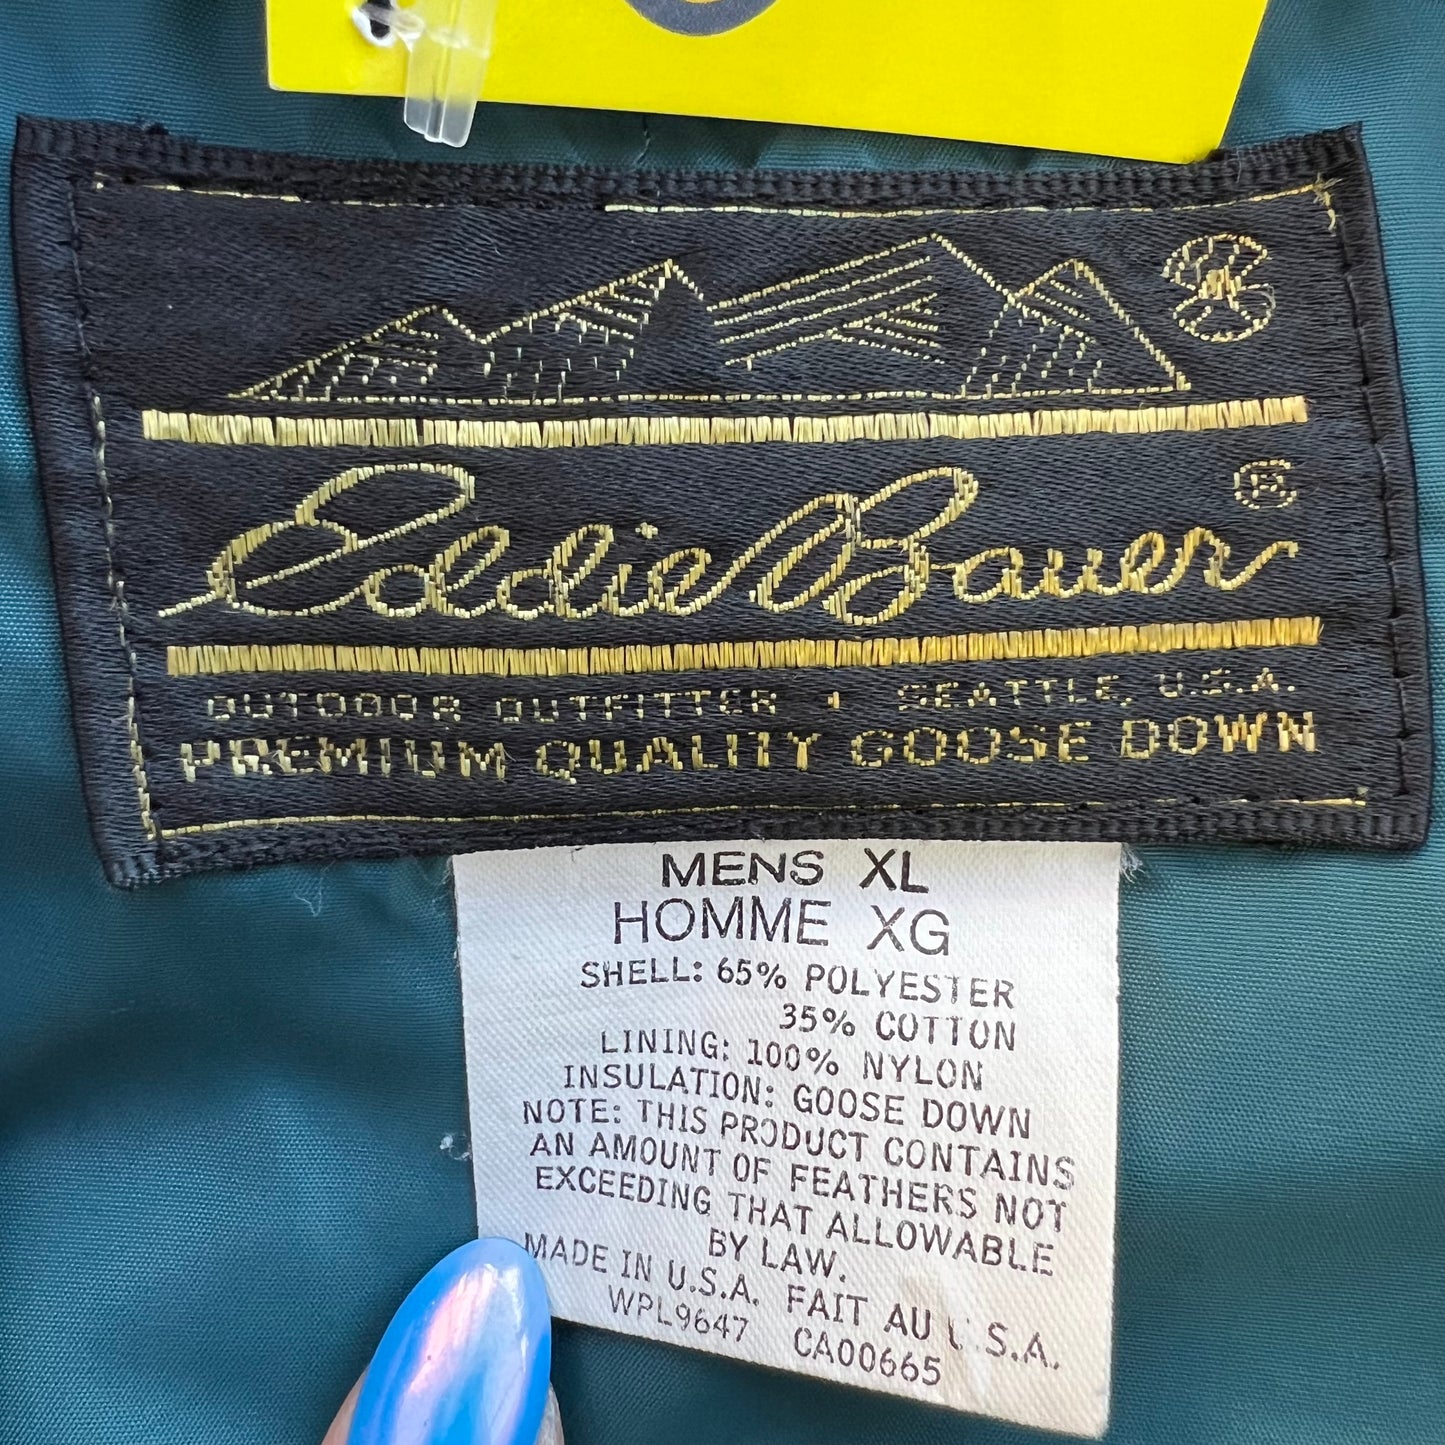 Eddie Bauer ®
OUTDOOR OUTFITTER • SEATTLE, U.S.A.
PREMIUM QUALITY GOOSE DOWN
MENS XL
HOMME XG
SHELL: 65% POLYESTER
35% COTTON
LINING: 100% NYLON
INSULATION: GOOSE DOWN
NOTE: THIS PRODUCT CONTAINS
AN AMOUNT OF FEATHERS NOT
EXCEEDING THAT ALLOWABLE
BY LAW.
MADE IN U.S.A. FAIT AU U.S.A.
WPL9647 CA00665